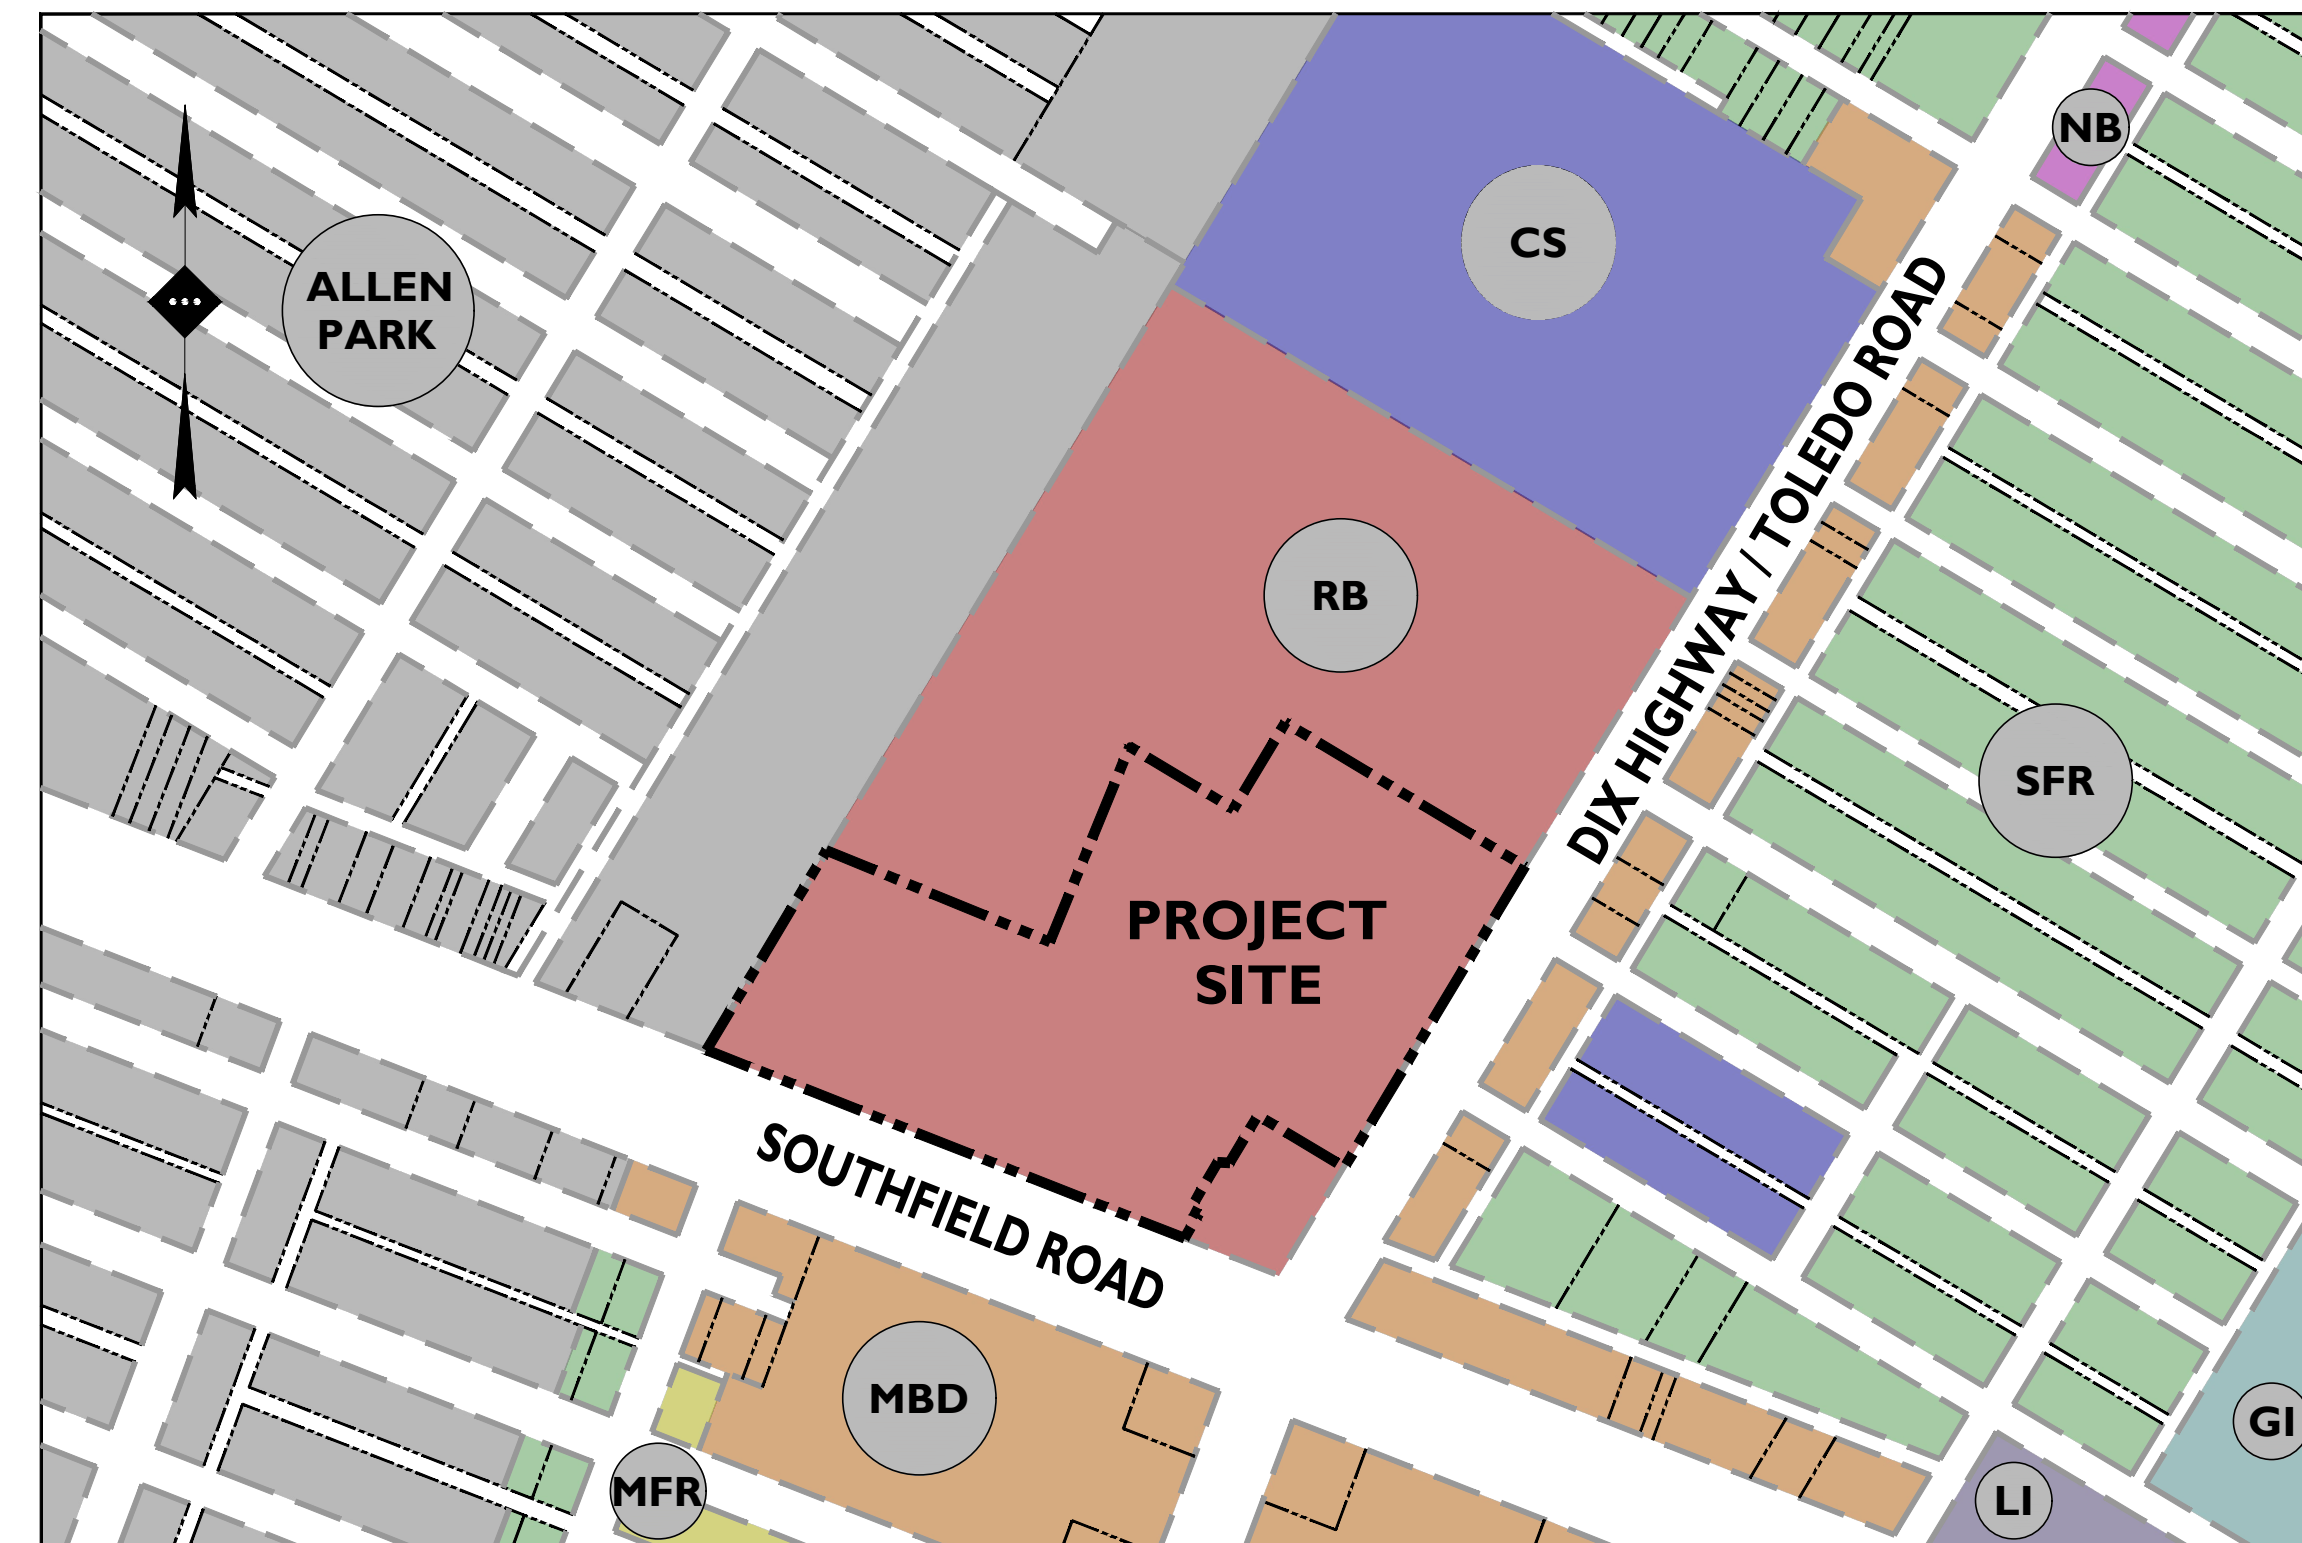 NB
CS
ALLEN
PARK
DIX HIGHWAY / TOLEDO ROAD
RB
SFR
PROJECT
SITE
SOUTHFIELD ROAD
MBD
GI
MFR
LI